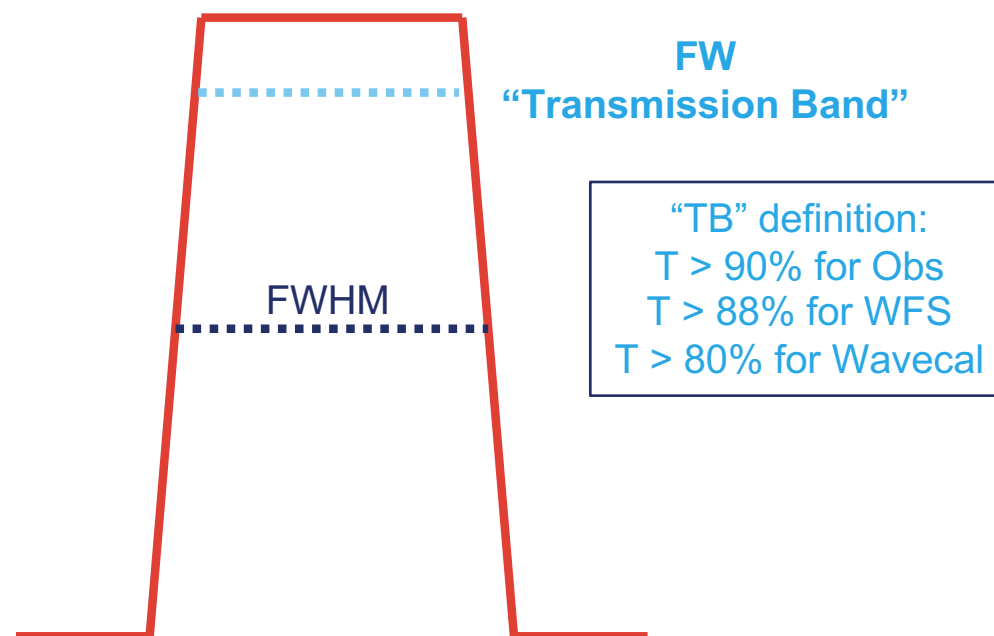 FW
“Transmission Band”
“TB” definition:
T > 90% for Obs
T > 88% for WFS
T > 80% for Wavecal
FWHM